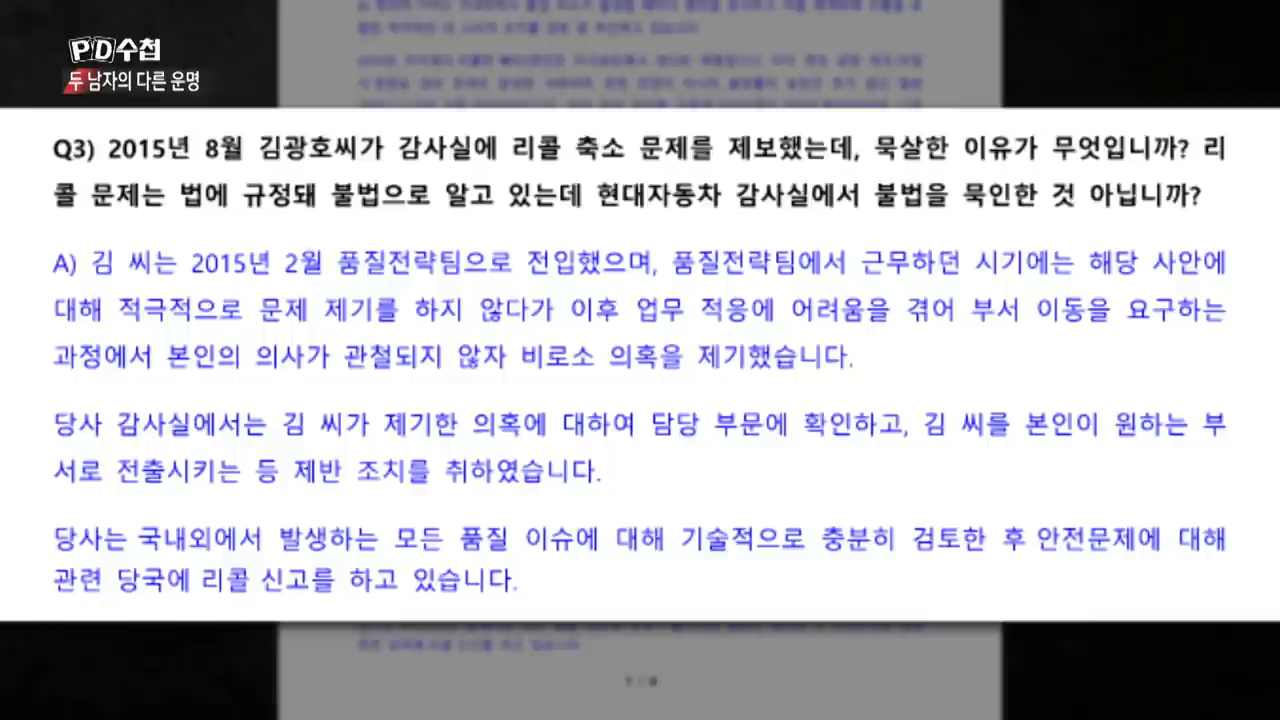 PD수첩
두 남자의 다른 운명
Q3) 2015년 8월 김광호씨가 감사실에 리콜 축소 문제를 제보했는데, 묵살한 이유가 무엇입니까? 리
콜 문제는 법에 규정돼 불법으로 알고 있는데 현대자동차 감사실에서 불법을 묵인한 것 아닙니까?
A) 김 씨는 2015년 2월 품질전략팀으로 전입했으며, 품질전략팀에서 근무하던 시기에는 해당 사안에
대해 적극적으로 문제 제기를 하지 않다가 이후 업무 적응에 어려움을 겪어 부서 이동을 요구하는
과정에서 본인의 의사가 관철되지 않자 비로소 의혹을 제기했습니다.
당사 감사실에서는 김 씨가 제기한 의혹에 대하여 담당 부문에 확인하고, 김 씨를 본인이 원하는 부
서로 전출시키는 등 제반 조치를 취하였습니다.
당사는 국내외에서 발생하는 모든 품질 이슈에 대해 기술적으로 충분히 검토한 후 안전문제에 대해
관련 당국에 리콜 신고를 하고 있습니다.